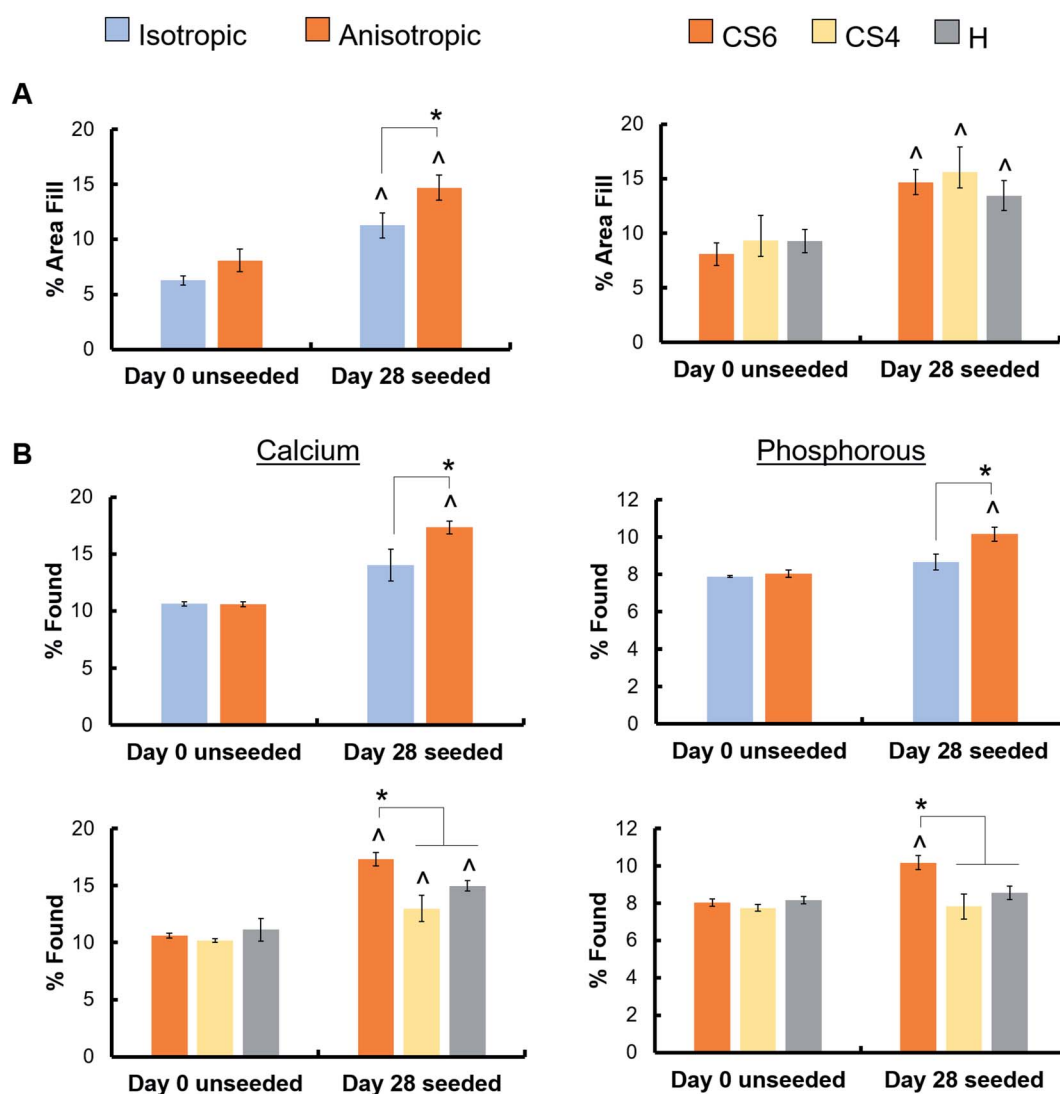 Isotropic Anisotropic CS6 CS4 H
A
% Area Fill
20
15
10
5
0
^ ^ *
Day 0 unseeded Day 28 seeded
% Area Fill
20
15
10
5
0
^ ^ ^
Day 0 unseeded Day 28 seeded
B
Calcium
% Found
20
15
10
5
0
* ^
Day 0 unseeded Day 28 seeded
Phosphorous
% Found
12
10
8
6
4
2
0
* ^
Day 0 unseeded Day 28 seeded
% Found
20
15
10
5
0
* ^ ^ ^
Day 0 unseeded Day 28 seeded
% Found
12
10
8
6
4
2
0
* ^
Day 0 unseeded Day 28 seeded